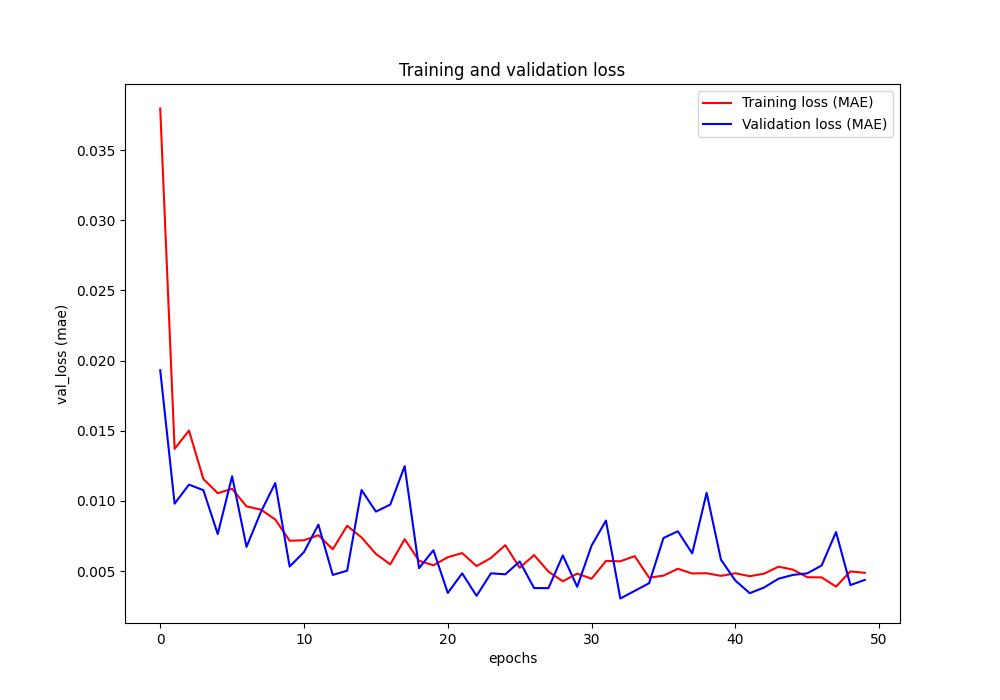 Training and validation loss
Training loss (MAE)
Validation loss (MAE)
val_loss (mae)
0.035
0.030
0.025
0.020
0.015
0.010
0.005
0 10 20 30 40 50
epochs